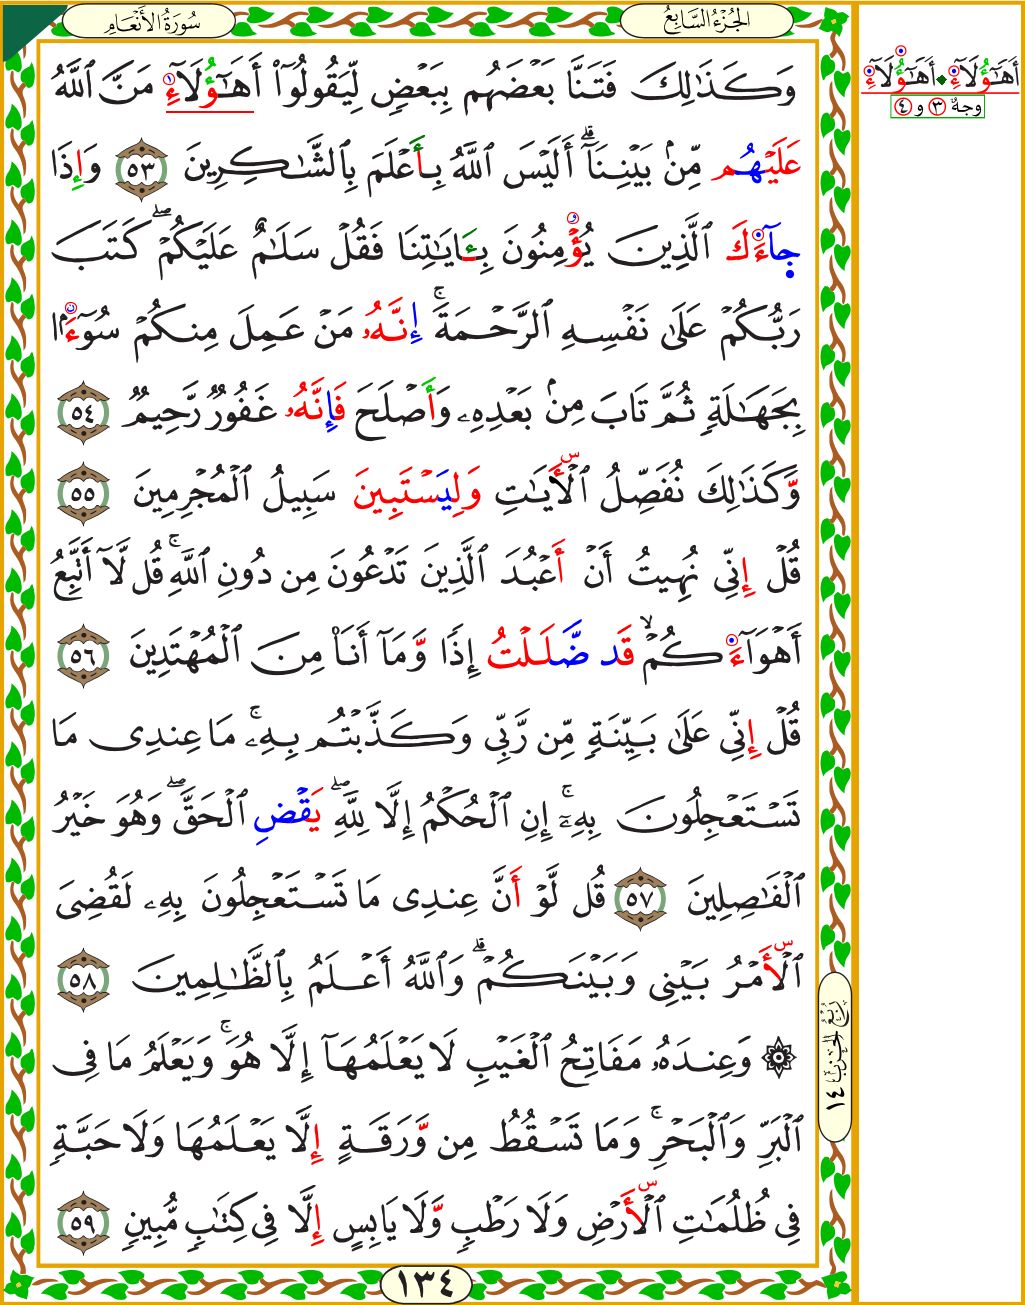 سُورَةُ الأَنْعَامِ
الجُزْءُ السَّابِعُ
وَكَذَٰلِكَ فَتَنَّا بَعْضَهُم بِبَعْضٍ لِّيَقُولُوٓا۟ أَهَـٰٓؤُلَآءِ مَنَّ ٱللَّهُ
عَلَيْهُم مِّنۢ بَيْنِنَآ ۗ أَلَيْسَ ٱللَّهُ بِأَعْلَمَ بِٱلشَّـٰكِرِينَ ٥٣ وَإِذَا
جَآءَكَ ٱلَّذِينَ يُؤْمِنُونَ بِـَٔايَـٰتِنَا فَقُلْ سَلَـٰمٌ عَلَيْكُمْ ۖ كَتَبَ
رَبُّكُمْ عَلَىٰ نَفْسِهِ ٱلرَّحْمَةَ ۚ إِنَّهُۥ مَنْ عَمِلَ مِنكُمْ سُوٓءًۢا
بِجَهَـٰلَةٍ ثُمَّ تَابَ مِنۢ بَعْدِهِۦ وَأَصْلَحَ فَإِنَّهُۥ غَفُورٌ رَّحِيمٌ ٥٤
وَكَذَٰلِكَ نُفَصِّلُ ٱلْأَيَـٰتِ وَلِيَسْتَبِينَ سَبِيلُ ٱلْمُجْرِمِينَ ٥٥
قُلْ إِنِّى نُهِيتُ أَنْ أَعْبُدَ ٱلَّذِينَ تَدْعُونَ مِن دُونِ ٱللَّهِ ۚ قُل لَّآ أَتَّبِعُ
أَهْوَآءَكُمْ ۙ قَد ضَّلَلْتُ إِذًا وَّمَآ أَنَا۠ مِنَ ٱلْمُهْتَدِينَ ٥٦
قُلْ إِنِّى عَلَىٰ بَيِّنَةٍ مِّن رَّبِّى وَكَذَّبْتُم بِهِۦ ۚ مَا عِندِى مَا
تَسْتَعْجِلُونَ بِهِۦٓ ۚ إِنِ ٱلْحُكْمُ إِلَّا لِلَّهِ ۖ يَقْضِ ٱلْحَقَّ ۖ وَهُوَ خَيْرُ
ٱلْفَـٰصِلِينَ ٥٧ قُل لَّوْ أَنَّ عِندِى مَا تَسْتَعْجِلُونَ بِهِۦ لَقُضِىَ
ٱلْأَمْرُ بَيْنِى وَبَيْنَكُمْ ۗ وَٱللَّهُ أَعْلَمُ بِٱلظَّـٰلِمِينَ ٥٨
۞ وَعِندَهُۥ مَفَاتِحُ ٱلْغَيْبِ لَا يَعْلَمُهَآ إِلَّا هُوَ ۚ وَيَعْلَمُ مَا فِى
ٱلْبَرِّ وَٱلْبَحْرِ ۚ وَمَا تَسْقُطُ مِن وَّرَقَةٍ إِلَّا يَعْلَمُهَا وَلَا حَبَّةٍ
فِى ظُلُمَـٰتِ ٱلْأَرْضِ وَلَا رَطْبٍ وَّلَا يَابِسٍ إِلَّا فِى كِتَـٰبٍ مُّبِينٍ ٥٩
١٣٤
أَهَـٰٓؤُلَآءِ • أَهَـٰٓؤُلَآءِ
وجهُ ٣ و ٤
رُبُعُ الحِزْبِ ١٤